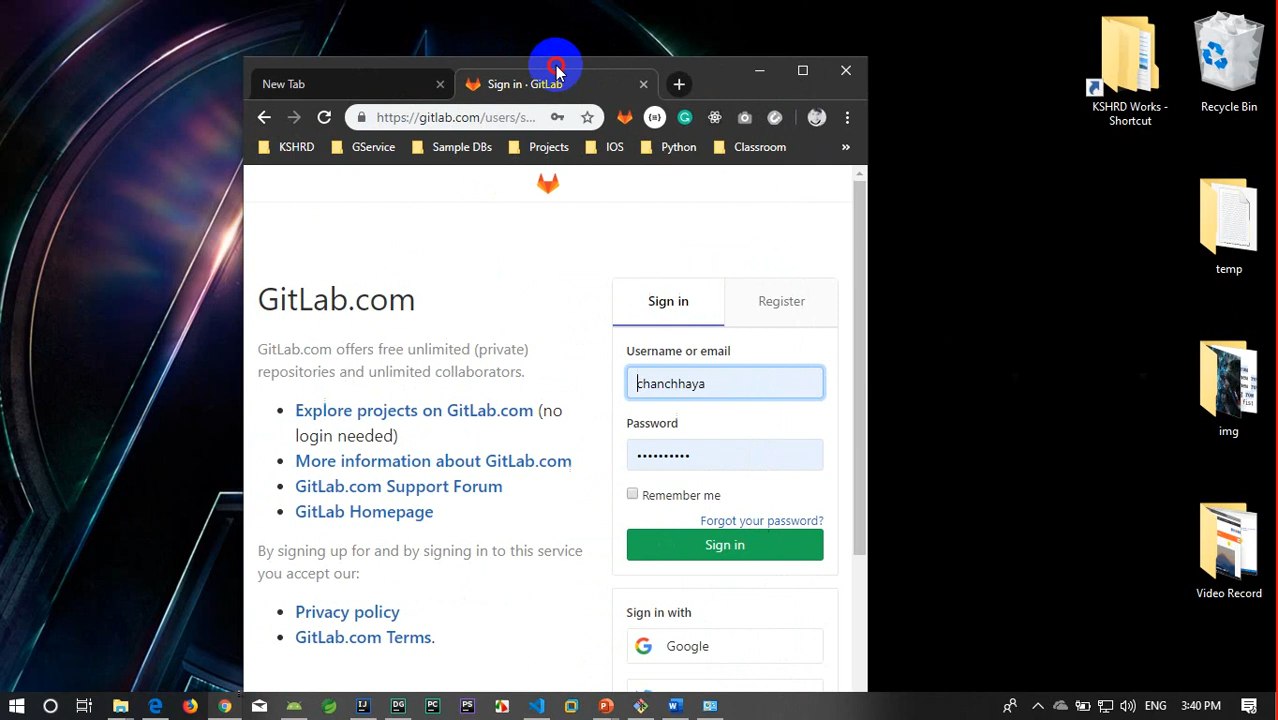 New Tab
Sign in · GitLab
https://gitlab.com/users/s...
KSHRD
GService
Sample DBs
Projects
IOS
Python
Classroom
»
GitLab.com
GitLab.com offers free unlimited (private)
repositories and unlimited collaborators.
• Explore projects on GitLab.com (no
login needed)
• More information about GitLab.com
• GitLab.com Support Forum
• GitLab Homepage
By signing up for and by signing in to this service
you accept our:
• Privacy policy
• GitLab.com Terms.
Sign in
Register
Username or email
chanchhaya
Password
••••••••••
Remember me
Forgot your password?
Sign in
Sign in with
Google
KSHRD Works -
Shortcut
Recycle Bin
temp
img
Video Record
IJ
DG
PC
PS
ENG
3:40 PM